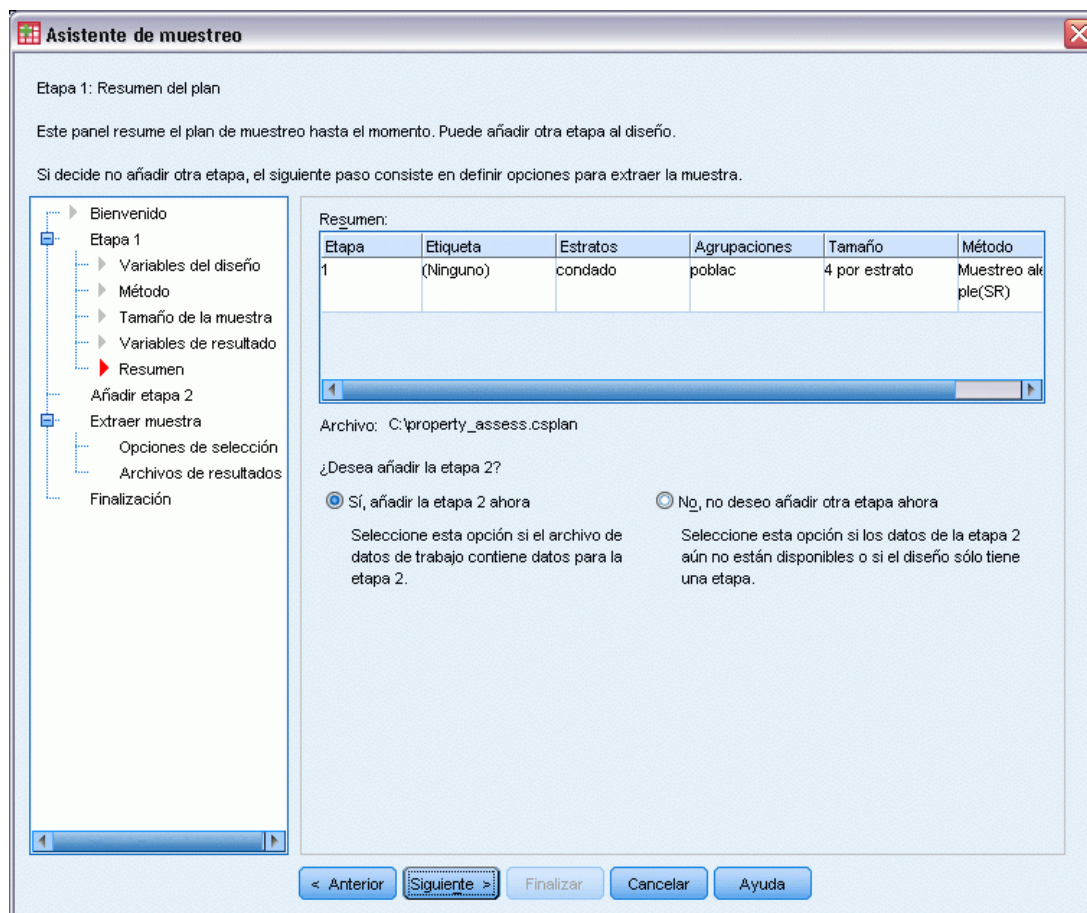 Asistente de muestreo
Etapa 1: Resumen del plan
Este panel resume el plan de muestreo hasta el momento. Puede añadir otra etapa al diseño.
Si decide no añadir otra etapa, el siguiente paso consiste en definir opciones para extraer la muestra.
Bienvenido
Etapa 1
Variables del diseño
Método
Tamaño de la muestra
Variables de resultado
Resumen
Añadir etapa 2
Extraer muestra
Opciones de selección
Archivos de resultados
Finalización
Resumen:
Etapa Etiqueta Estratos Agrupaciones Tamaño Método
1 (Ninguno) condado poblac 4 por estrato Muestreo ale
ple(SR)
Archivo: C:\property_assess.csplan
¿Desea añadir la etapa 2?
Sí, añadir la etapa 2 ahora
Seleccione esta opción si el archivo de
datos de trabajo contiene datos para la
etapa 2.
No, no deseo añadir otra etapa ahora
Seleccione esta opción si los datos de la etapa 2
aún no están disponibles o si el diseño sólo tiene
una etapa.
< Anterior Siguiente > Finalizar Cancelar Ayuda